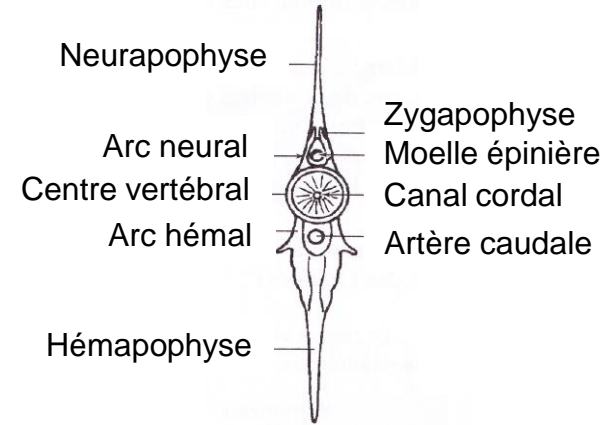 Neurapophyse
Zygapophyse
Arc neural
Moelle épinière
Centre vertébral
Canal cordal
Arc hémal
Artère caudale
Hémapophyse